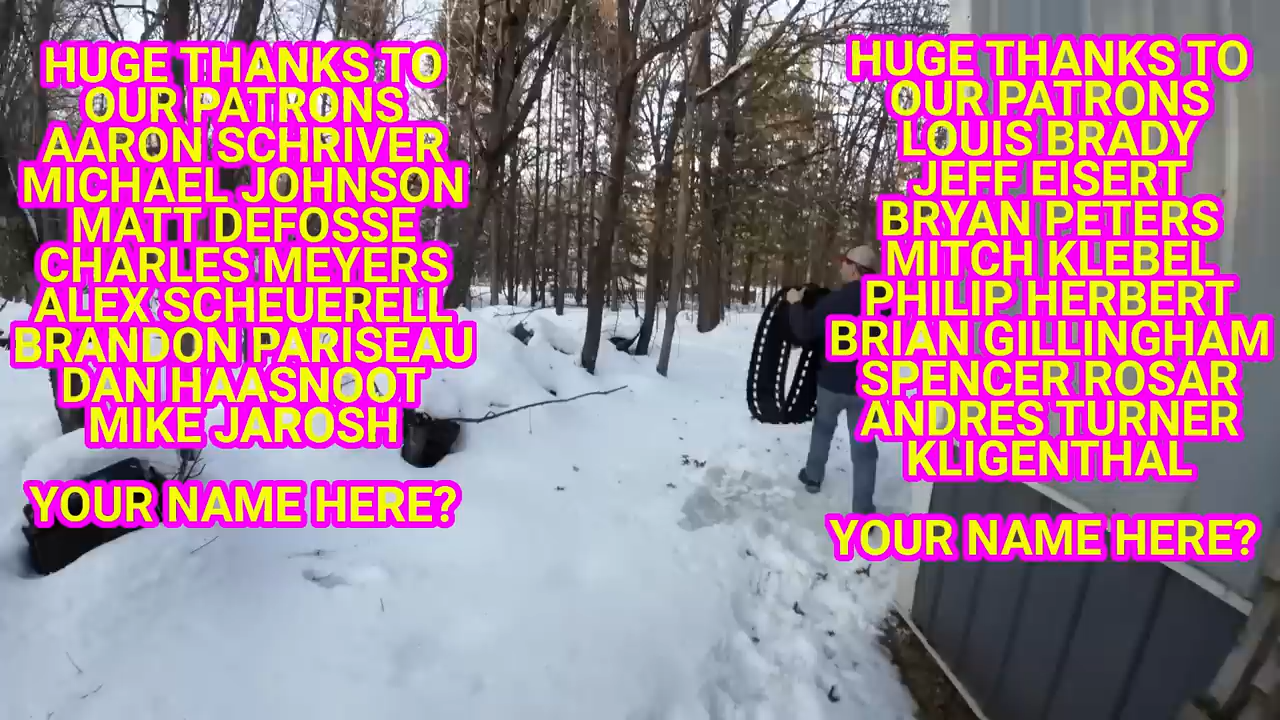 HUGE THANKS TO
OUR PATRONS
AARON SCHRIVER
MICHAEL JOHNSON
MATT DEFOSSE
CHARLES MEYERS
ALEX SCHEUERELL
BRANDON PARISEAU
DAN HAASNOOT
MIKE JAROSH
YOUR NAME HERE?
HUGE THANKS TO
OUR PATRONS
LOUIS BRADY
JEFF EISERT
BRYAN PETERS
MITCH KLEBEL
PHILIP HERBERT
BRIAN GILLINGHAM
SPENCER ROSAR
ANDRES TURNER
KLIGENTHAL
YOUR NAME HERE?